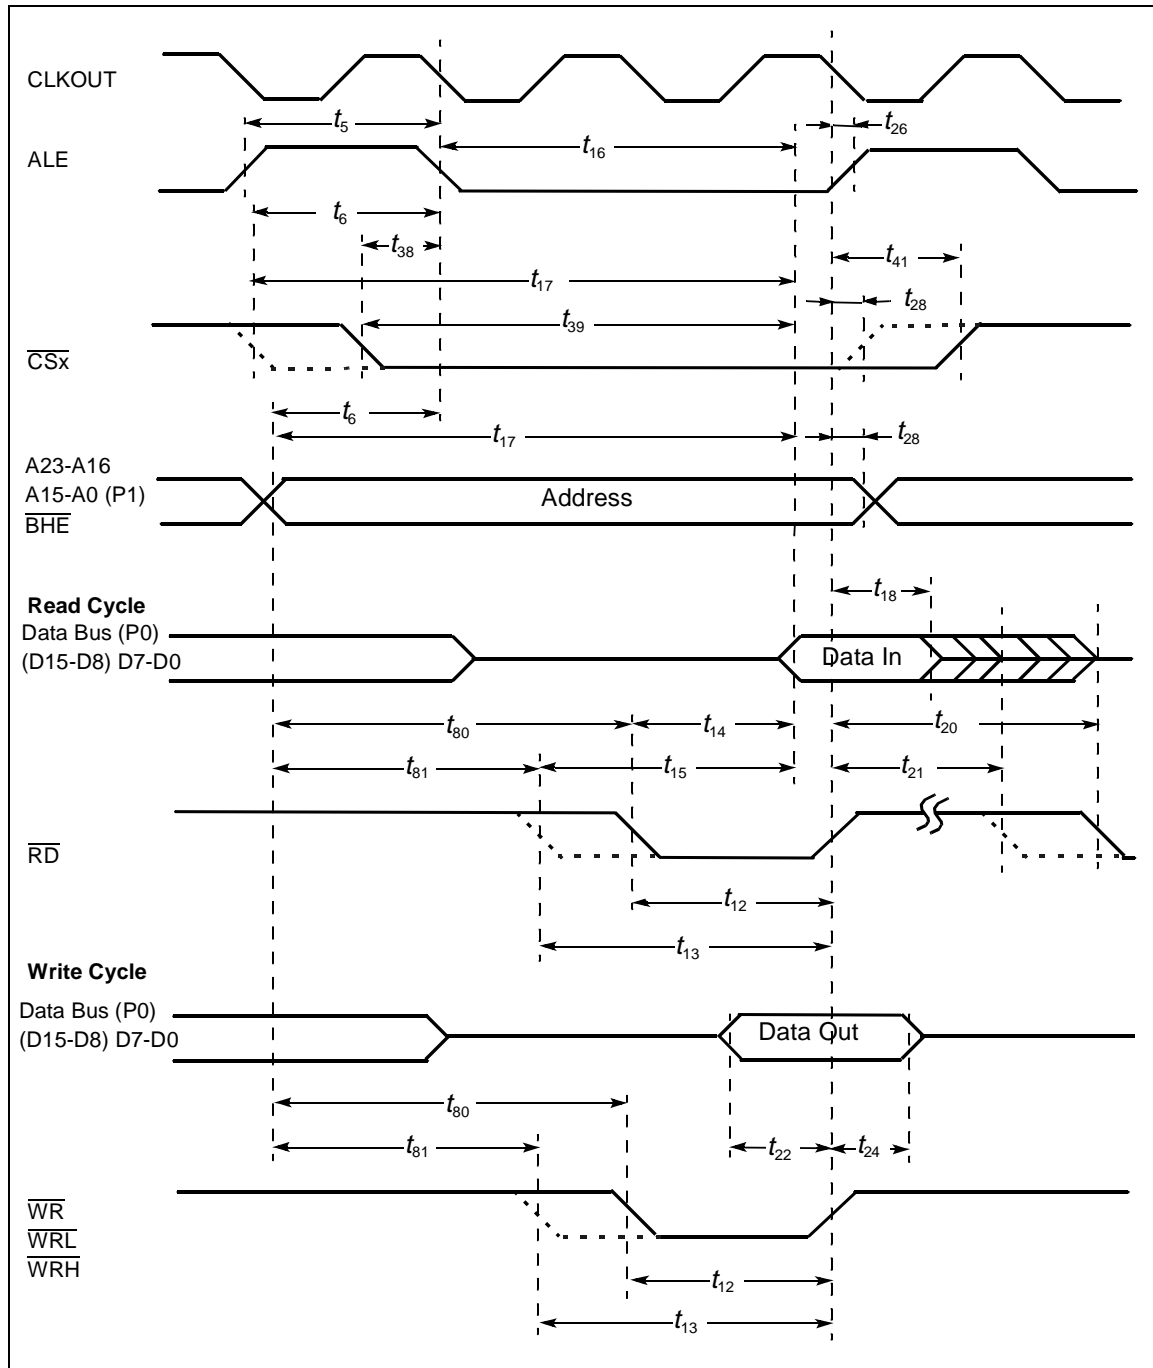 CLKOUT
t5
t26
t16
ALE
t6
t38
t41
t17
t28
t39
CSx
t6
t17
t28
A23-A16
A15-A0 (P1)
Address
BHE
t18
Read Cycle
Data Bus (P0)
(D15-D8) D7-D0
Data In
t80
t14
t20
t81
t15
t21
RD
t12
t13
Write Cycle
Data Bus (P0)
(D15-D8) D7-D0
Data Out
t80
t81
t22
t24
WR
WRL
WRH
t12
t13